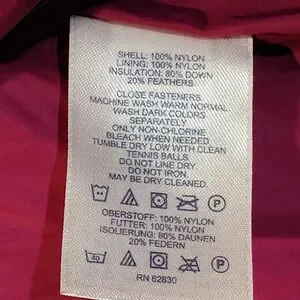 SHELL: 100% NYLON
LINING: 100% NYLON
INSULATION: 80% DOWN
20% FEATHERS
CLOSE FASTENERS.
MACHINE WASH WARM NORMAL
WASH DARK COLORS
SEPARATELY
ONLY NON-CHLORINE
BLEACH WHEN NEEDED
TUMBLE DRY LOW WITH CLEAN
TENNIS BALLS.
DO NOT LINE DRY.
DO NOT IRON.
MAY BE DRY CLEANED.
P
OBERSTOFF: 100% NYLON
FUTTER: 100% NYLON
ISOLIERUNG: 80% DAUNEN
20% FEDERN
40
P
RN 62830